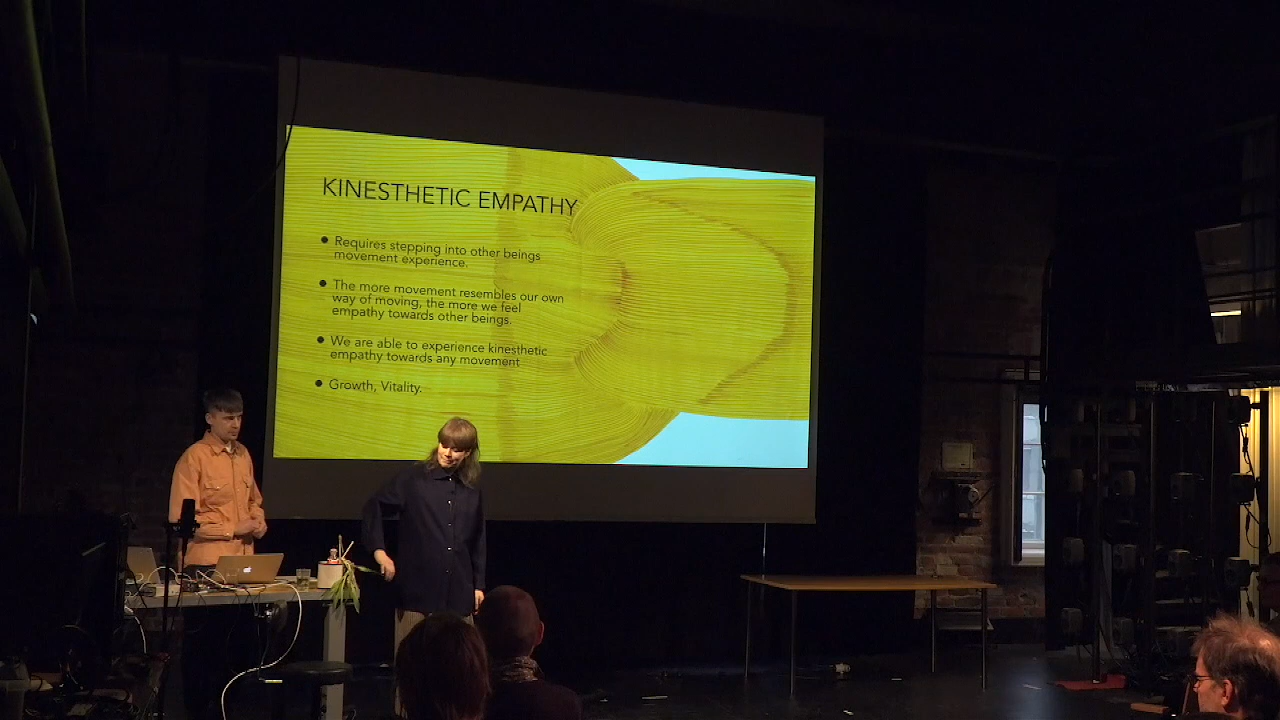 KINESTHETIC EMPATHY
• Requires stepping into other beings
movement experience.
• The more movement resembles our own
way of moving, the more we feel
empathy towards other beings.
• We are able to experience kinesthetic
empathy towards any movement
• Growth, Vitality.